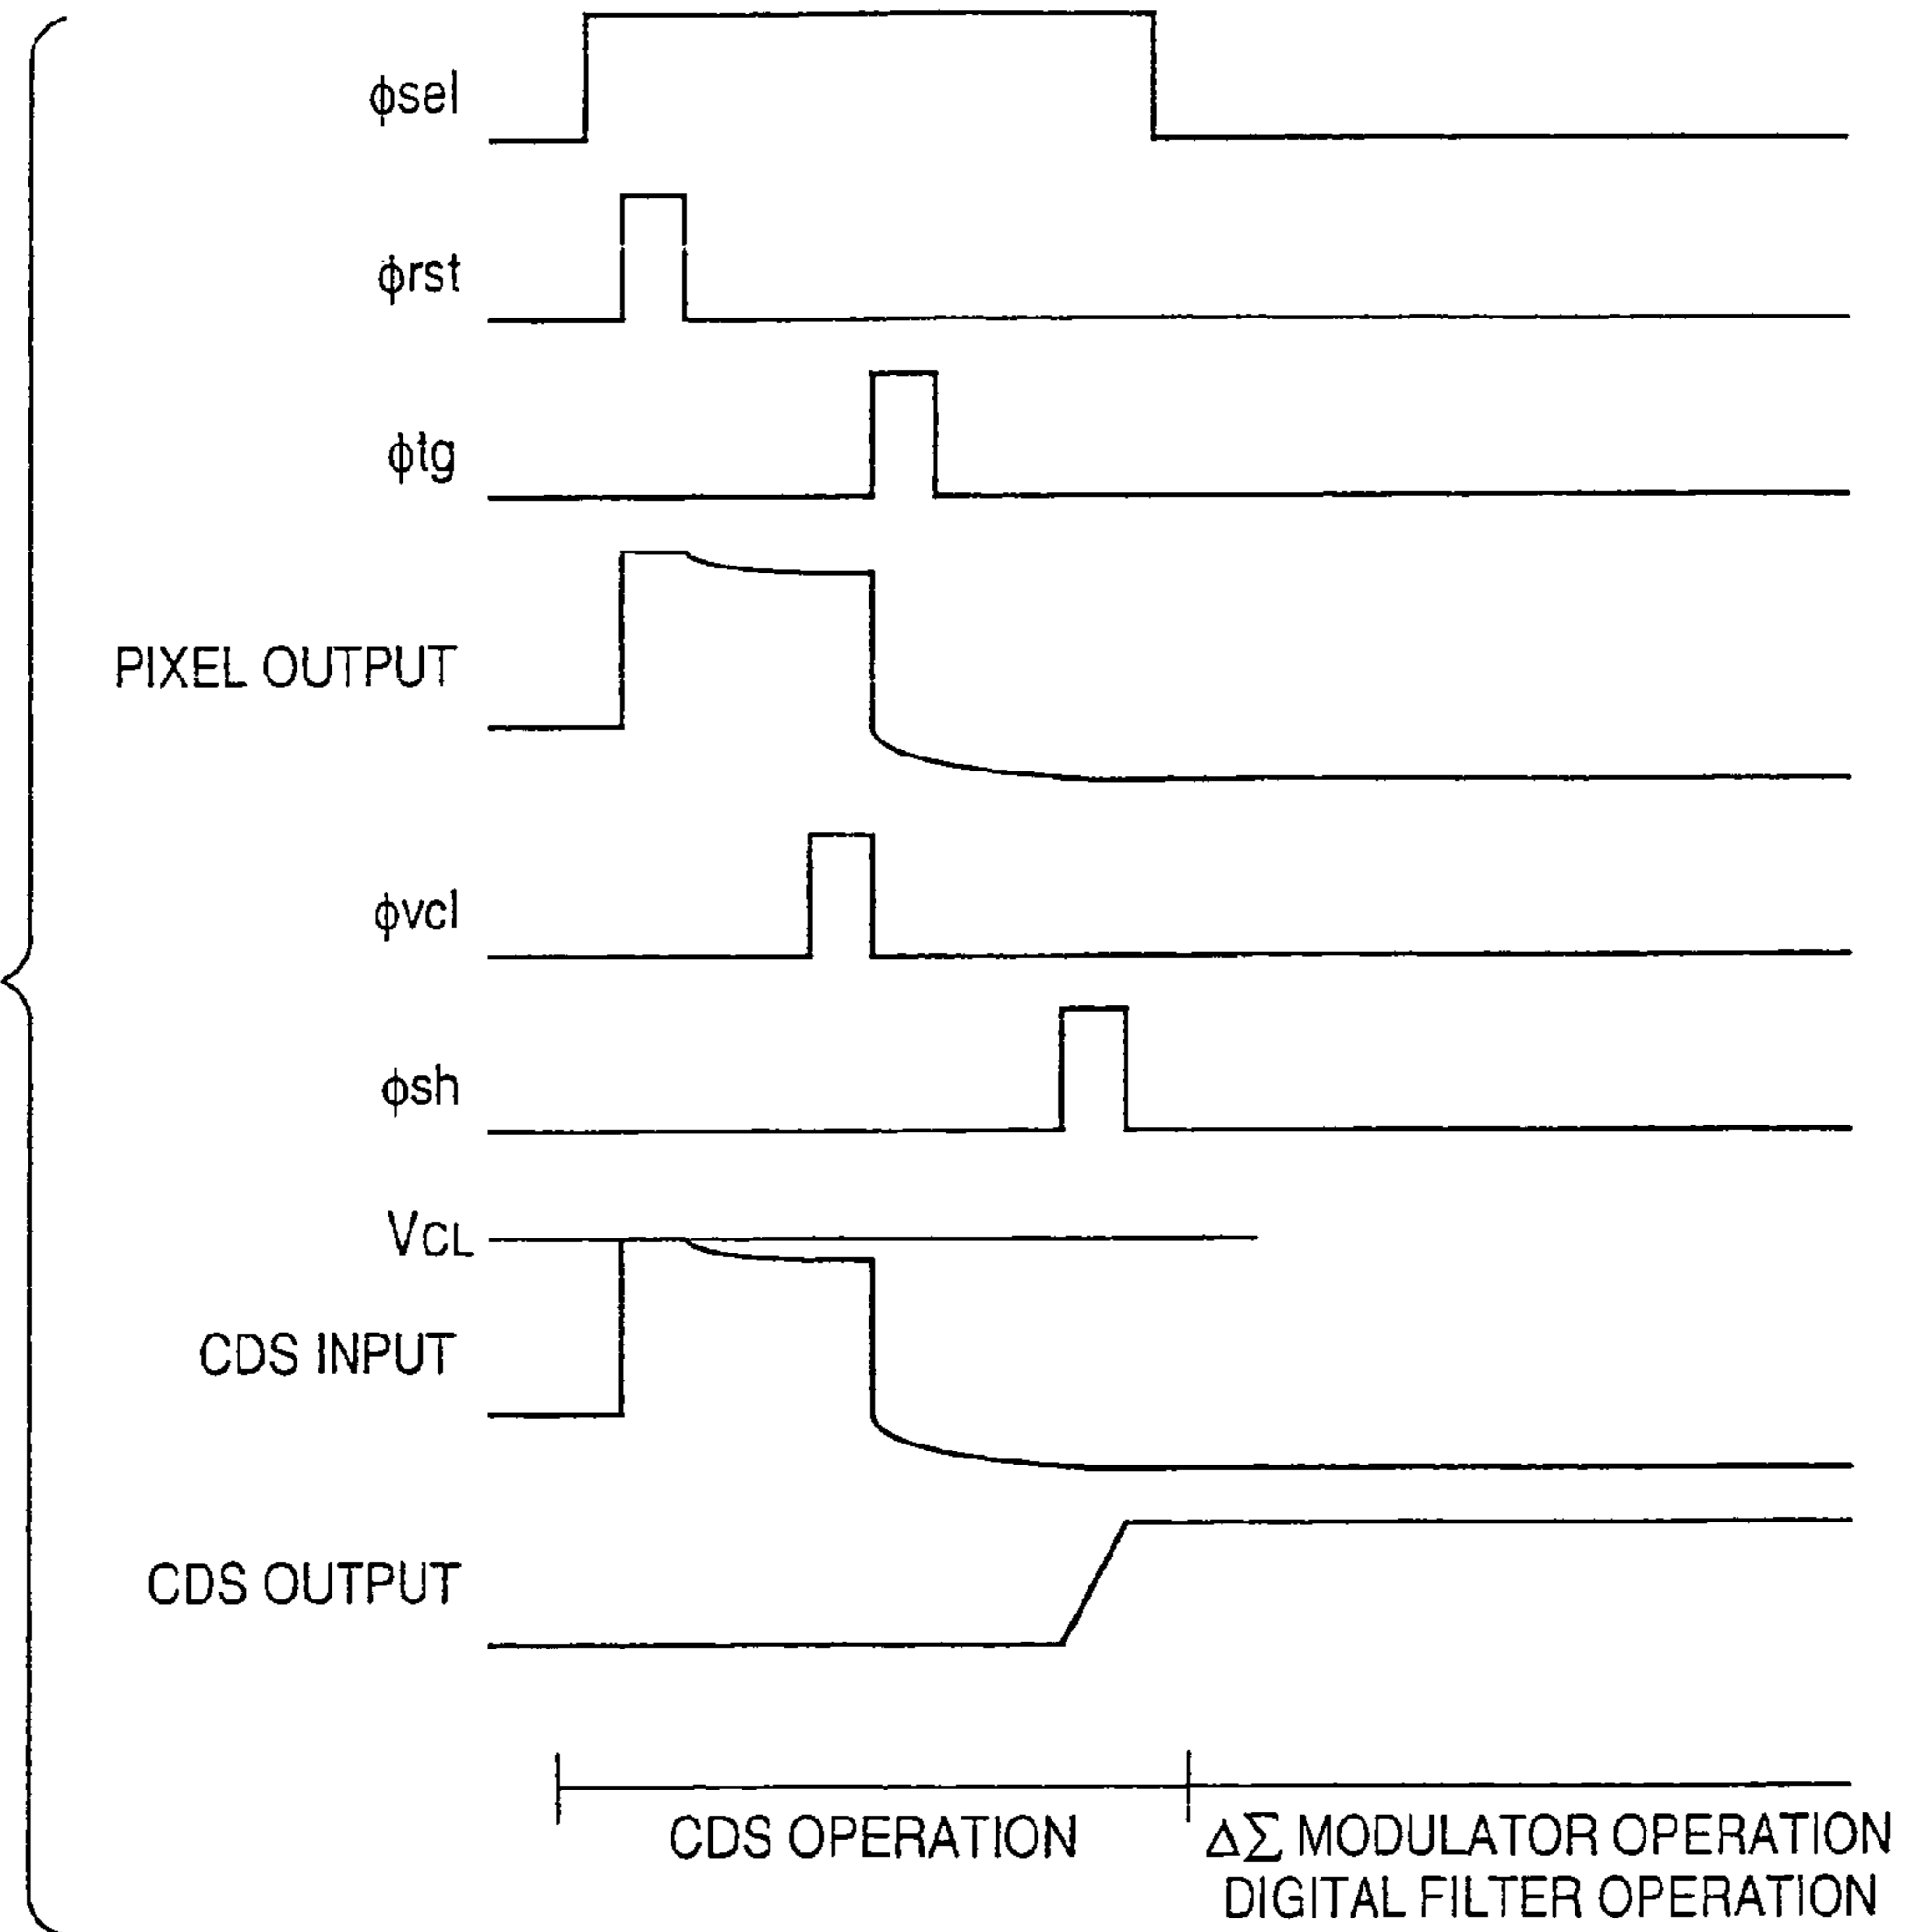 ϕsel
ϕrst
ϕtg
PIXEL OUTPUT
ϕvcl
ϕsh
VCL
CDS INPUT
CDS OUTPUT
CDS OPERATION
ΔΣ MODULATOR OPERATION
DIGITAL FILTER OPERATION